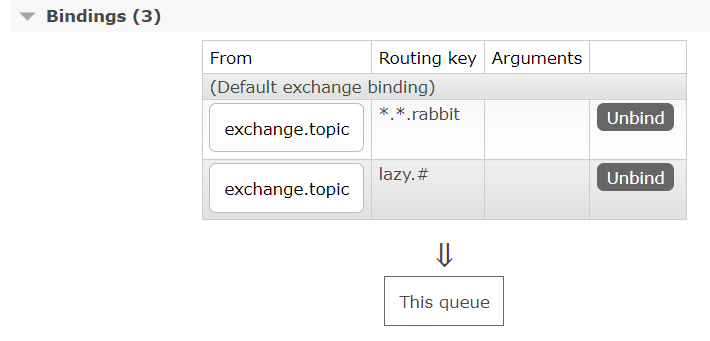 Bindings (3)
From Routing key Arguments
(Default exchange binding)
exchange.topic *.*.rabbit Unbind
exchange.topic lazy.# Unbind
⇓
This queue